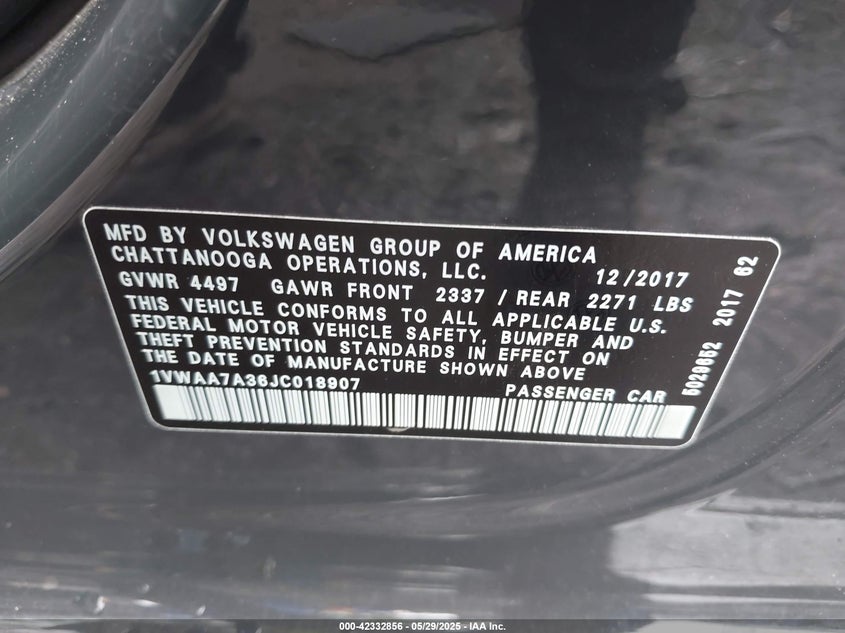 MFD BY VOLKSWAGEN GROUP OF AMERICA
CHATTANOOGA OPERATIONS, LLC. 12/2017
GVWR 4497 GAWR FRONT 2337 / REAR 2271 LBS
THIS VEHICLE CONFORMS TO ALL APPLICABLE U.S.
FEDERAL MOTOR VEHICLE SAFETY, BUMPER AND
THEFT PREVENTION STANDARDS IN EFFECT ON
THE DATE OF MANUFACTURE SHOWN ABOVE
1VWAA7A36JC018907 PASSENGER CAR
5029652 2017 62
000-42332856 - 05/29/2025 - IAA Inc.